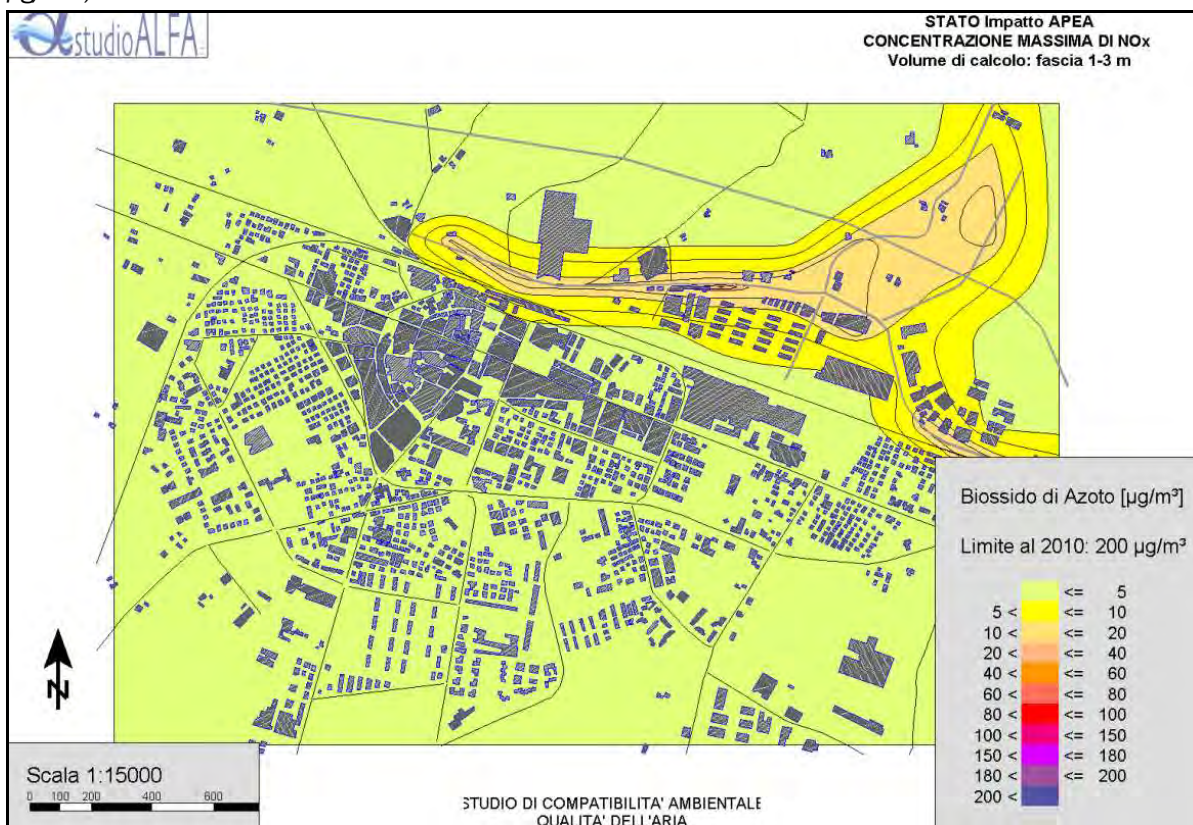 estudioALFA
STATO Impatto APEA
CONCENTRAZIONE MASSIMA DI NOx
Volume di calcolo: fascia 1-3 m
Biossido di Azoto [µg/m³]
Limite al 2010: 200 µg/m³
<= 5
5 < <= 10
10 < <= 20
20 < <= 40
40 < <= 60
60 < <= 80
80 < <= 100
100 < <= 150
150 < <= 180
180 < <= 200
200 <
N
Scala 1:15000
0 100 200 400 600
STUDIO DI COMPATIBILITA' AMBIENTALE
QUALITA' DELL'ARIA